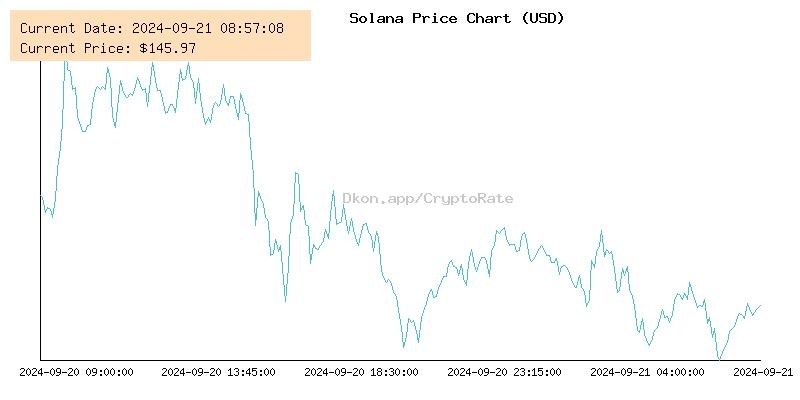 Solana Price Chart (USD)
Current Date: 2024-09-21 08:57:08
Current Price: $145.97
Dkon.app/CryptoRate
2024-09-20 09:00:00 2024-09-20 13:45:00 2024-09-20 18:30:00 2024-09-20 23:15:00 2024-09-21 04:00:00 2024-09-21